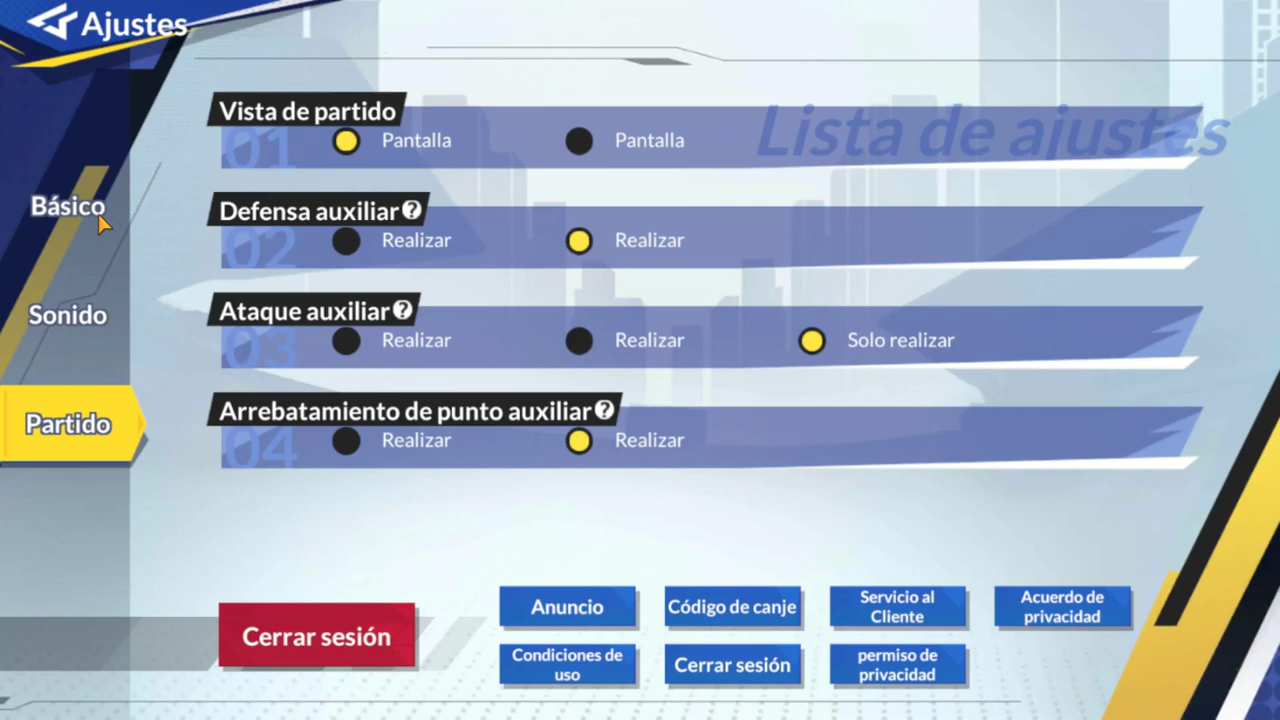 Ajustes
Lista de ajustes
Básico
Sonido
Partido
Vista de partido
01
Pantalla
Pantalla
Defensa auxiliar?
02
Realizar
Realizar
Ataque auxiliar?
03
Realizar
Realizar
Solo realizar
Arrebatamiento de punto auxiliar?
04
Realizar
Realizar
Cerrar sesión
Anuncio
Código de canje
Servicio al
Cliente
Acuerdo de
privacidad
Condiciones de
uso
Cerrar sesión
permiso de
privacidad